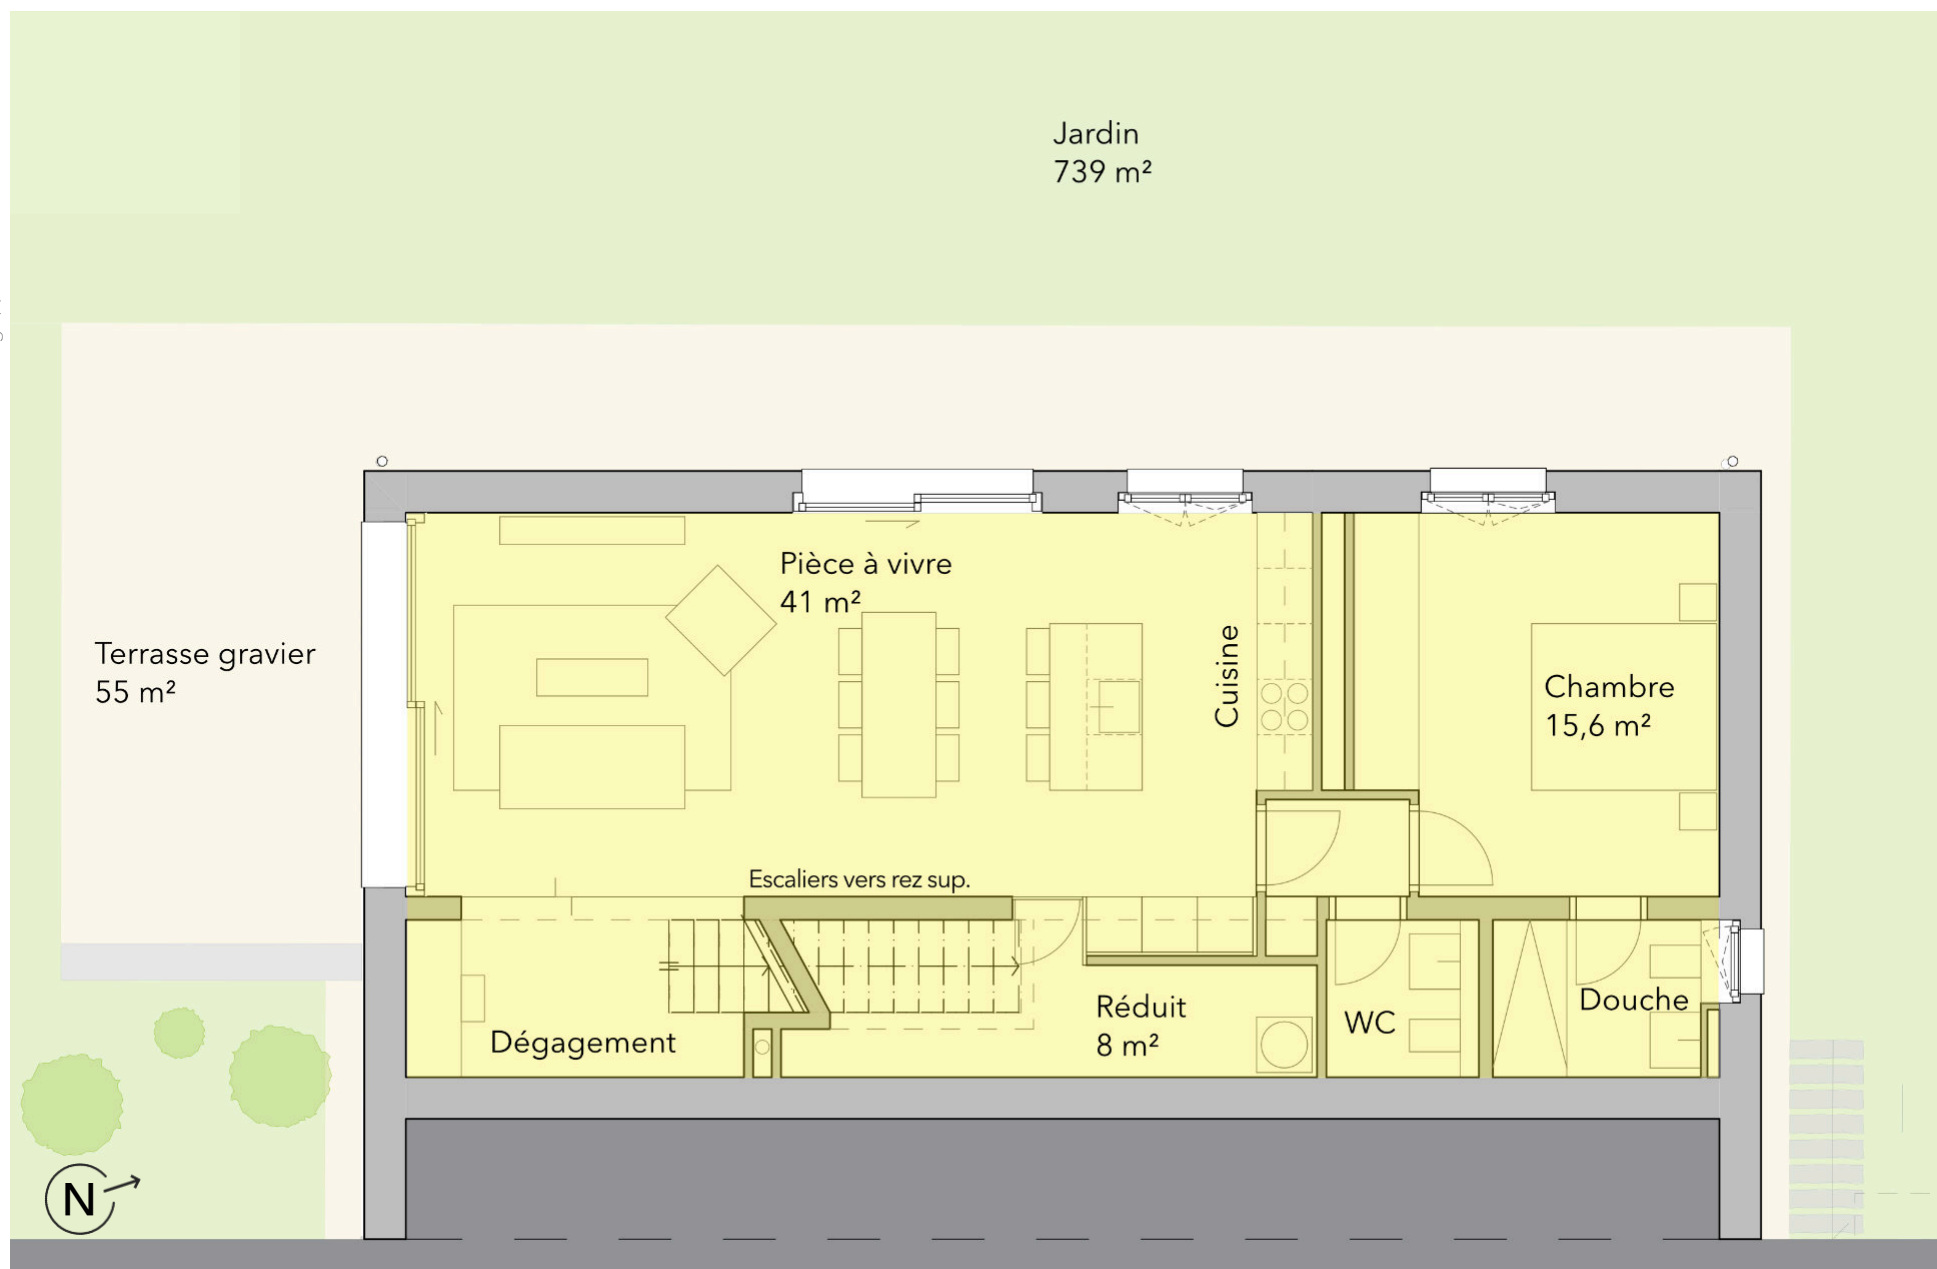 Jardin
739 m²
Pièce à vivre
41 m²
Cuisine
Terrasse gravier
55 m²
Chambre
15,6 m²
Escaliers vers rez sup.
Dégagement
Réduit
8 m²
WC
Douche
N